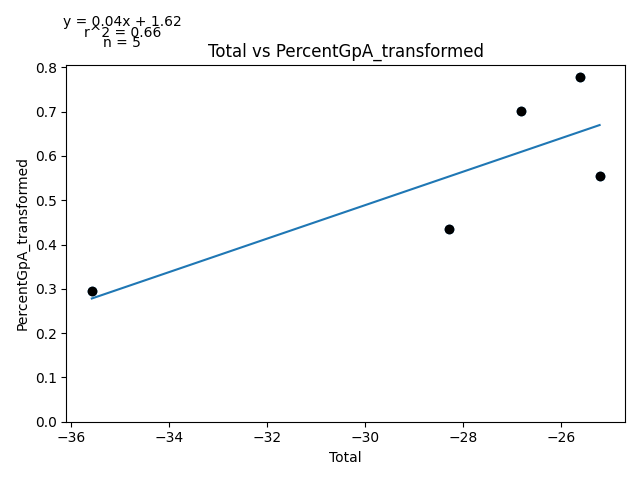 y = 0.04x + 1.62
r^2 = 0.66
n = 5
Total vs PercentGpA_transformed
0.8
0.7
0.6
0.5
0.4
0.3
0.2
0.1
0.0
PercentGpA_transformed
−36 −34 −32 −30 −28 −26
Total